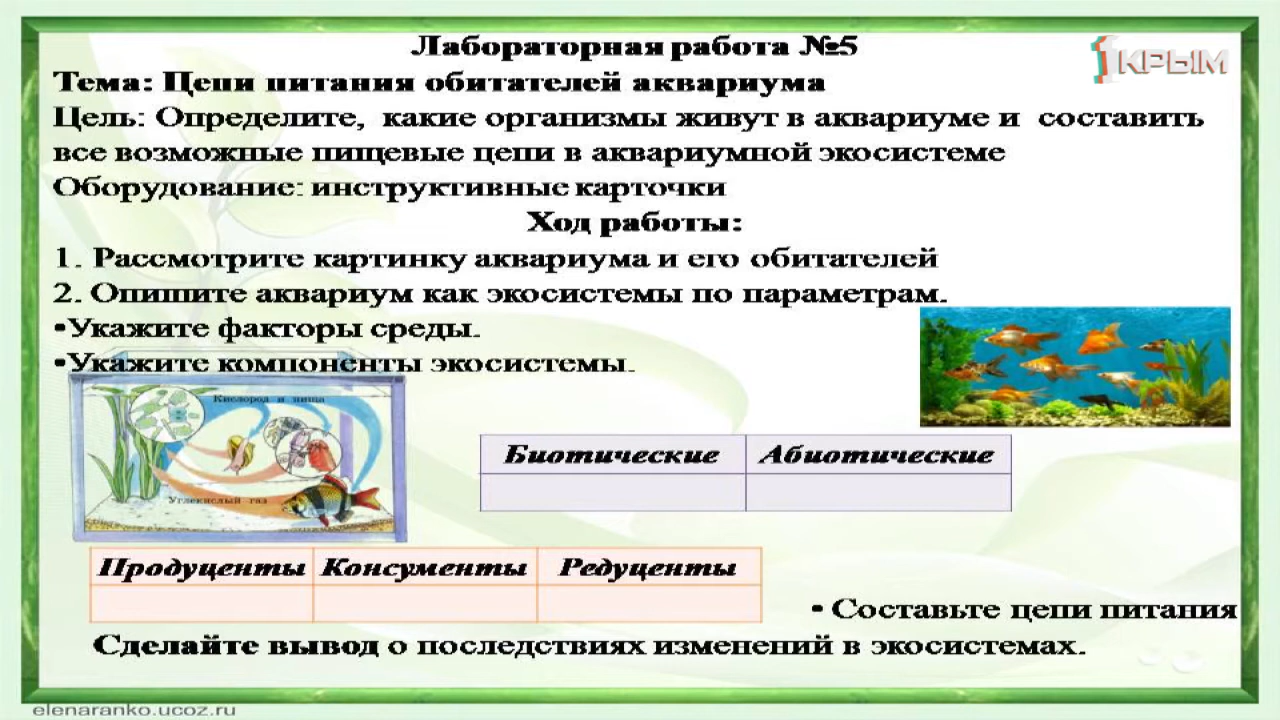 Лабораторная работа №5
1 КРЫМ
Тема: Цепи питания обитателей аквариума
Цель: Определите, какие организмы живут в аквариуме и составить
все возможные пищевые цепи в аквариумной экосистеме
Оборудование: инструктивные карточки
Ход работы:
1. Рассмотрите картинку аквариума и его обитателей
2. Опишите аквариум как экосистемы по параметрам.
•Укажите факторы среды.
•Укажите компоненты экосистемы.
Кислород и пища
Углекислый газ
Биотические Абиотические
Продуценты Консументы Редуценты
• Составьте цепи питания
Сделайте вывод о последствиях изменений в экосистемах.
elenaranko.ucoz.ru